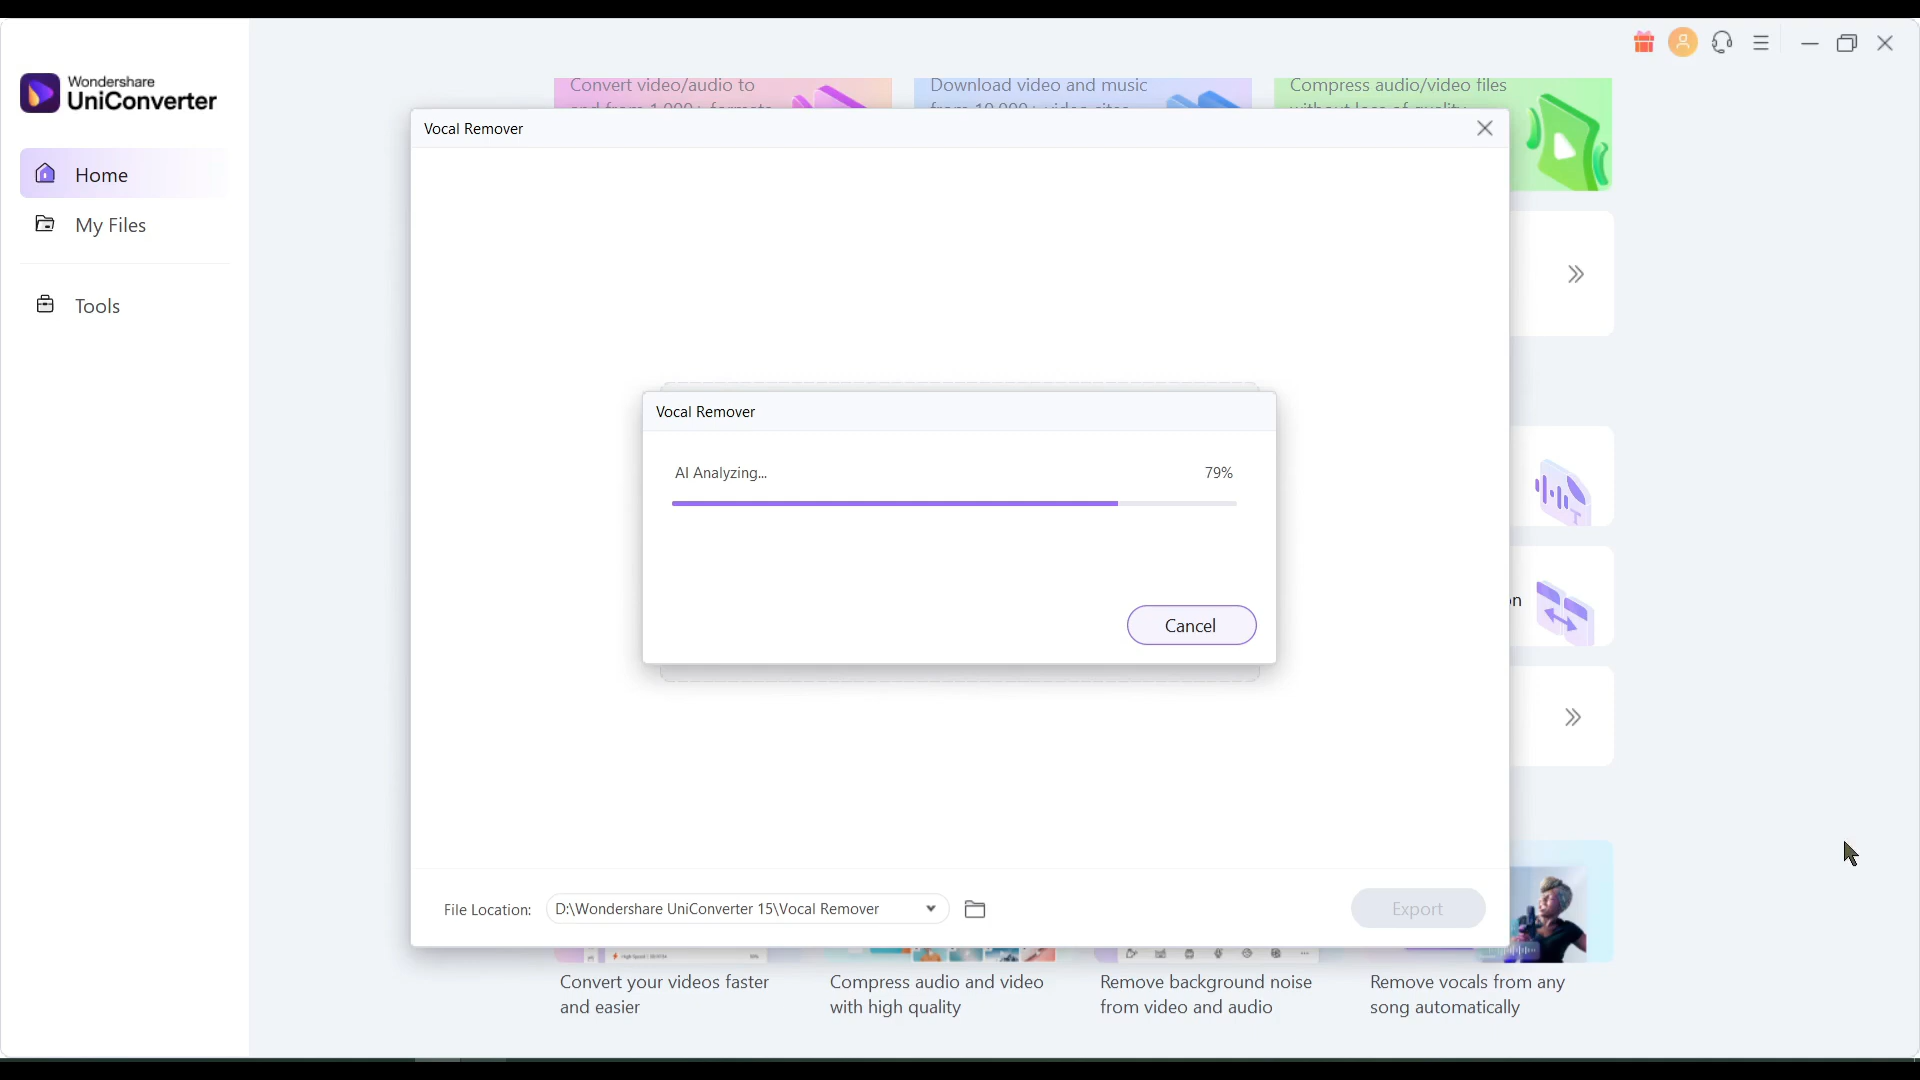 Wondershare
UniConverter
Home
My Files
Tools
Convert video/audio to
Download video and music
Compress audio/video files
Vocal Remover
Vocal Remover
AI Analyzing...
79%
Cancel
File Location:
D:\Wondershare UniConverter 15\Vocal Remover
Export
Convert your videos faster
and easier
Compress audio and video
with high quality
Remove background noise
from video and audio
Remove vocals from any
song automatically